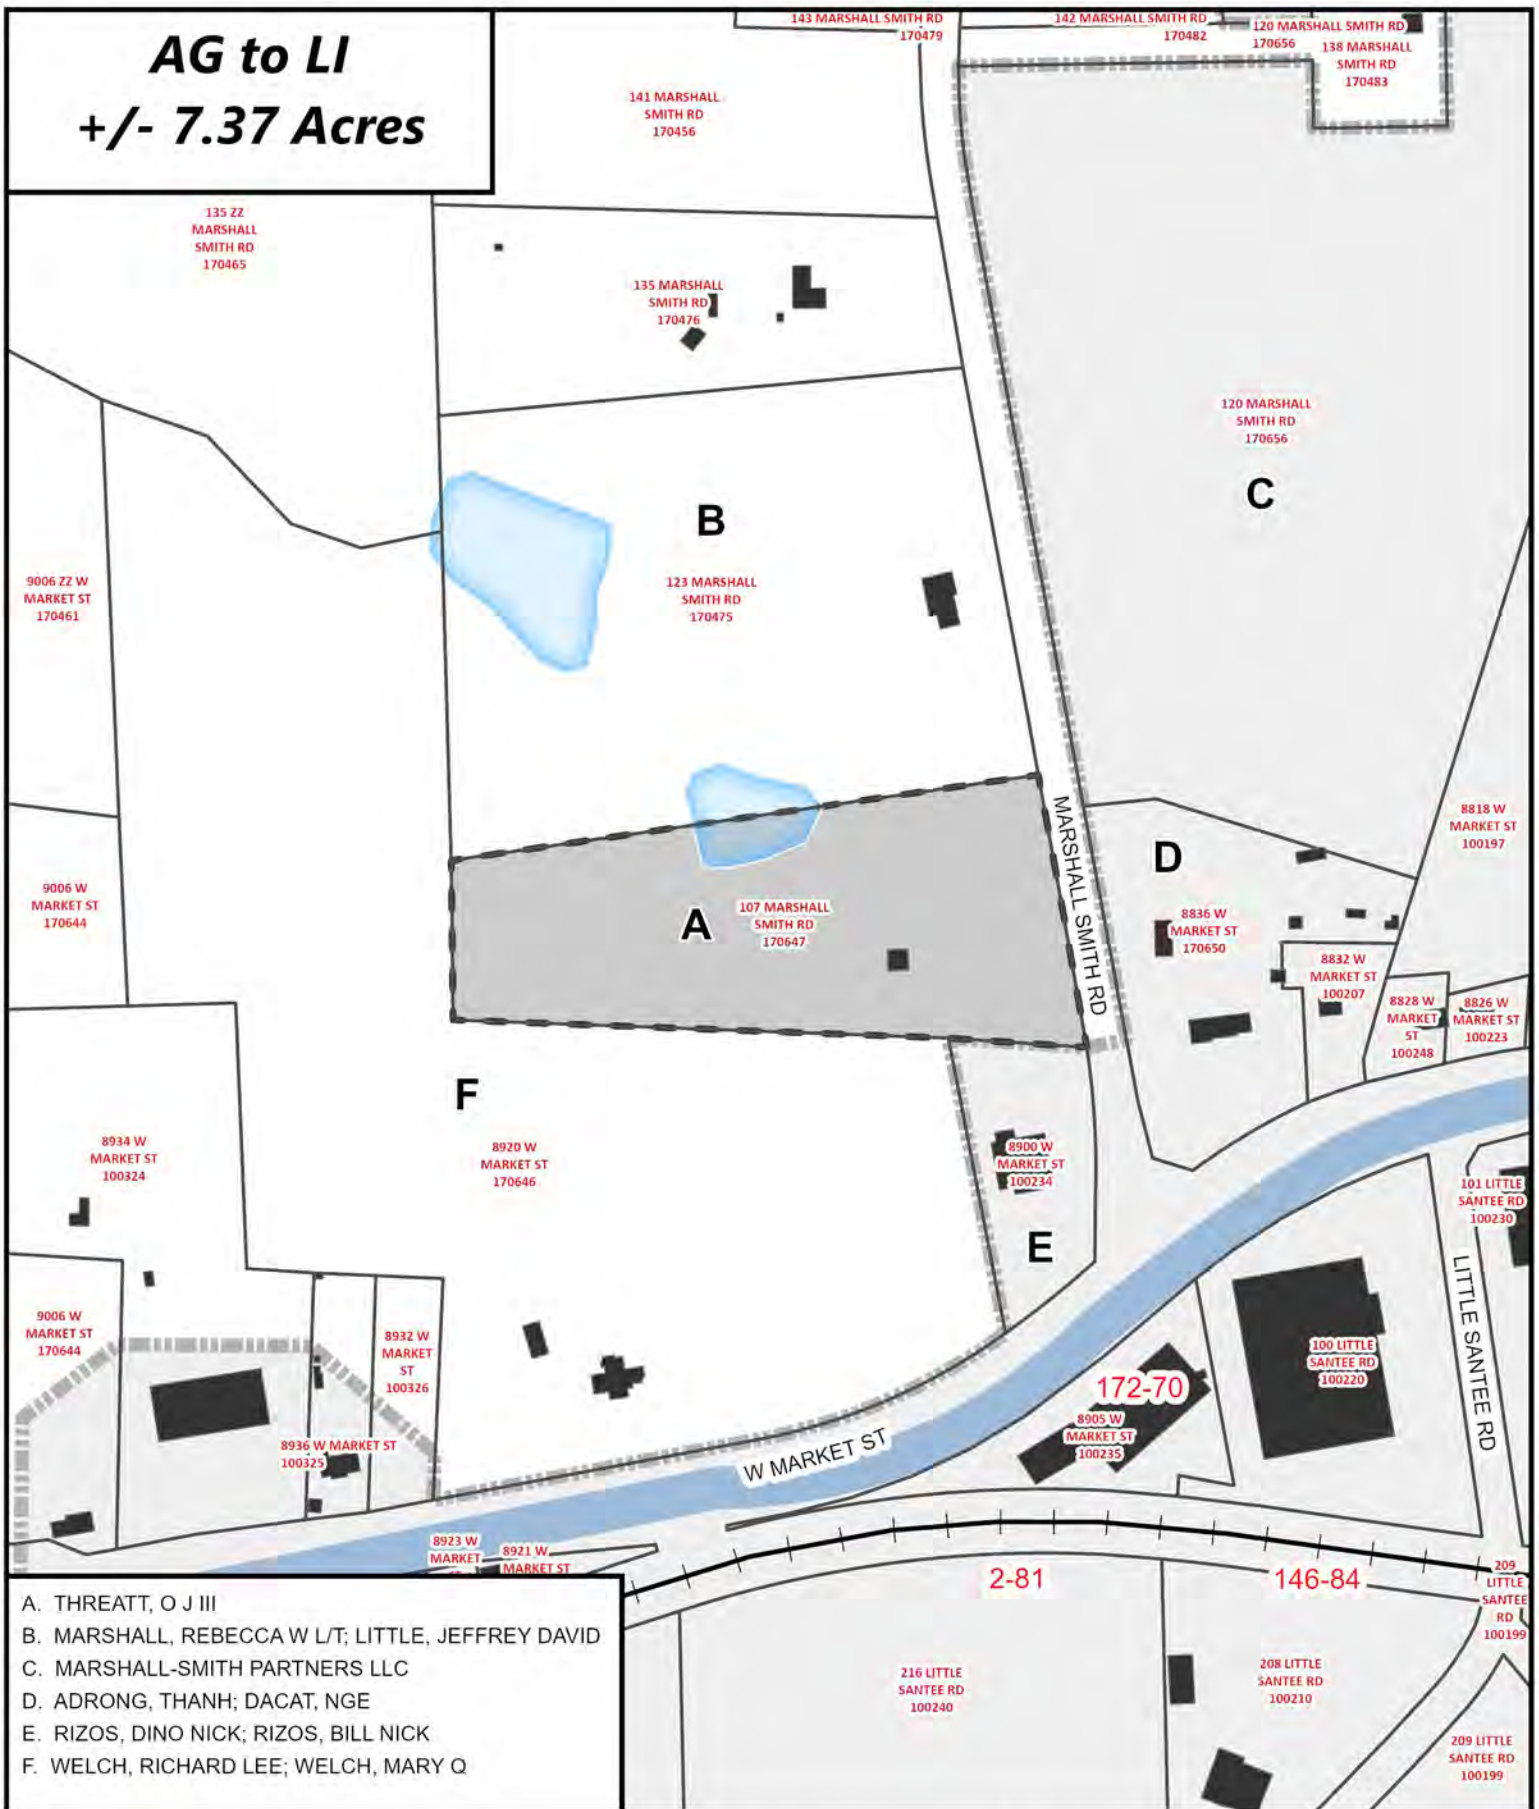 AG to LI
+/- 7.37 Acres
143 MARSHALL SMITH RD
170479
142 MARSHALL SMITH RD
170482
120 MARSHALL SMITH RD
170656
138 MARSHALL
SMITH RD
170483
141 MARSHALL
SMITH RD
170456
135 ZZ
MARSHALL
SMITH RD
170465
135 MARSHALL
SMITH RD
170476
120 MARSHALL
SMITH RD
170656
C
B
123 MARSHALL
SMITH RD
170475
9006 ZZ W
MARKET ST
170461
MARSHALL SMITH RD
8818 W
MARKET ST
100197
D
8836 W
MARKET ST
170650
9006 W
MARKET ST
170644
A
107 MARSHALL
SMITH RD
170647
8832 W
MARKET ST
100207
8828 W
MARKET
ST
100248
8826 W
MARKET ST
100223
F
8920 W
MARKET ST
170646
8934 W
MARKET ST
100324
8900 W
MARKET ST
100234
E
101 LITTLE
SANTEE RD
100230
LITTLE SANTEE RD
9006 W
MARKET ST
170644
8932 W
MARKET
ST
100326
100 LITTLE
SANTEE RD
100220
172-70
8905 W
MARKET ST
100235
8936 W MARKET ST
100325
W MARKET ST
8923 W
MARKET
8921 W
MARKET ST
2-81
146-84
209
LITTLE
SANTEE
RD
100199
216 LITTLE
SANTEE RD
100240
208 LITTLE
SANTEE RD
100210
209 LITTLE
SANTEE RD
100199
A. THREATT, O J III
B. MARSHALL, REBECCA W L/T; LITTLE, JEFFREY DAVID
C. MARSHALL-SMITH PARTNERS LLC
D. ADRONG, THANH; DACAT, NGE
E. RIZOS, DINO NICK; RIZOS, BILL NICK
F. WELCH, RICHARD LEE; WELCH, MARY Q